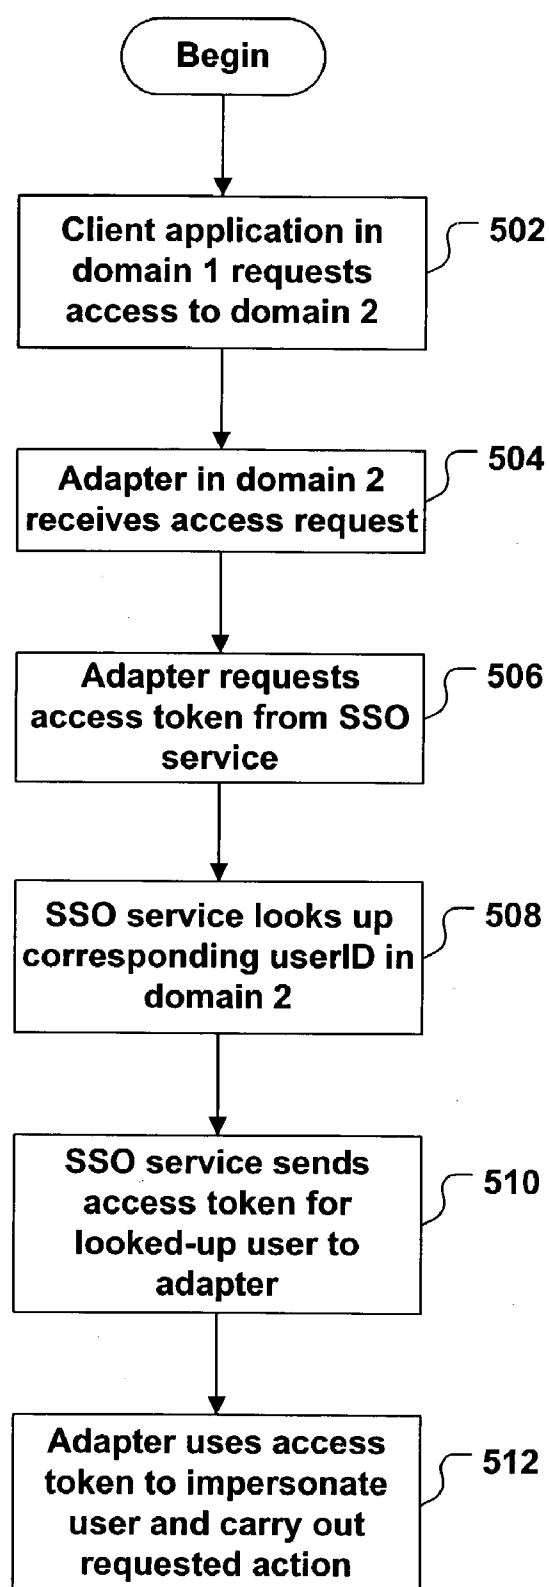 Begin
Client application in
domain 1 requests
access to domain 2
502
Adapter in domain 2
receives access request
504
Adapter requests
access token from SSO
service
506
SSO service looks up
corresponding userID in
domain 2
508
SSO service sends
access token for
looked-up user to
adapter
510
Adapter uses access
token to impersonate
user and carry out
requested action
512